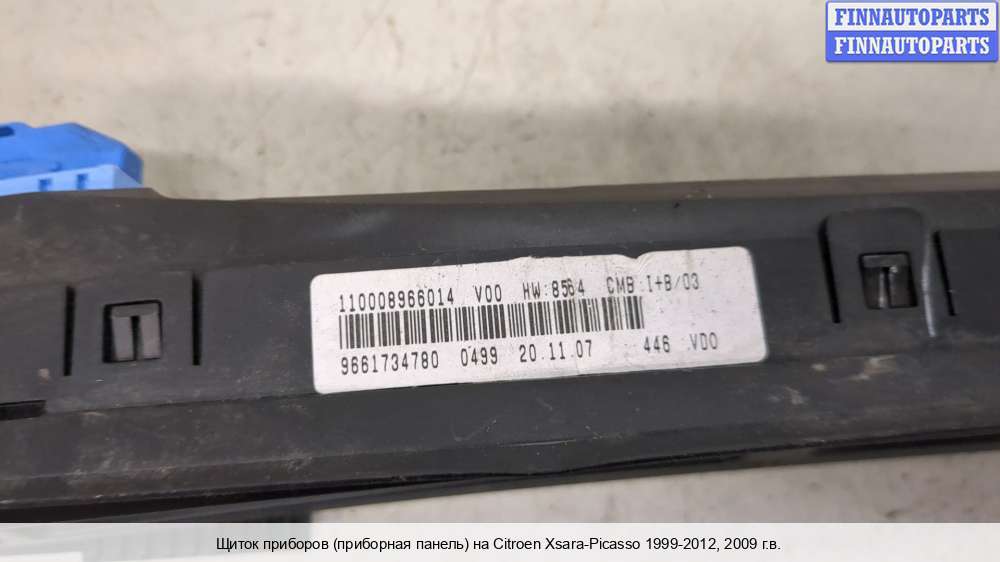 FINNAUTOPARTS
FINNAUTOPARTS
110008966014 V00 HW:8564 CMB:I+B/03
9661734780 0499 20.11.07 446 VDO
Щиток приборов (приборная панель) на Citroen Xsara-Picasso 1999-2012, 2009 г.в.